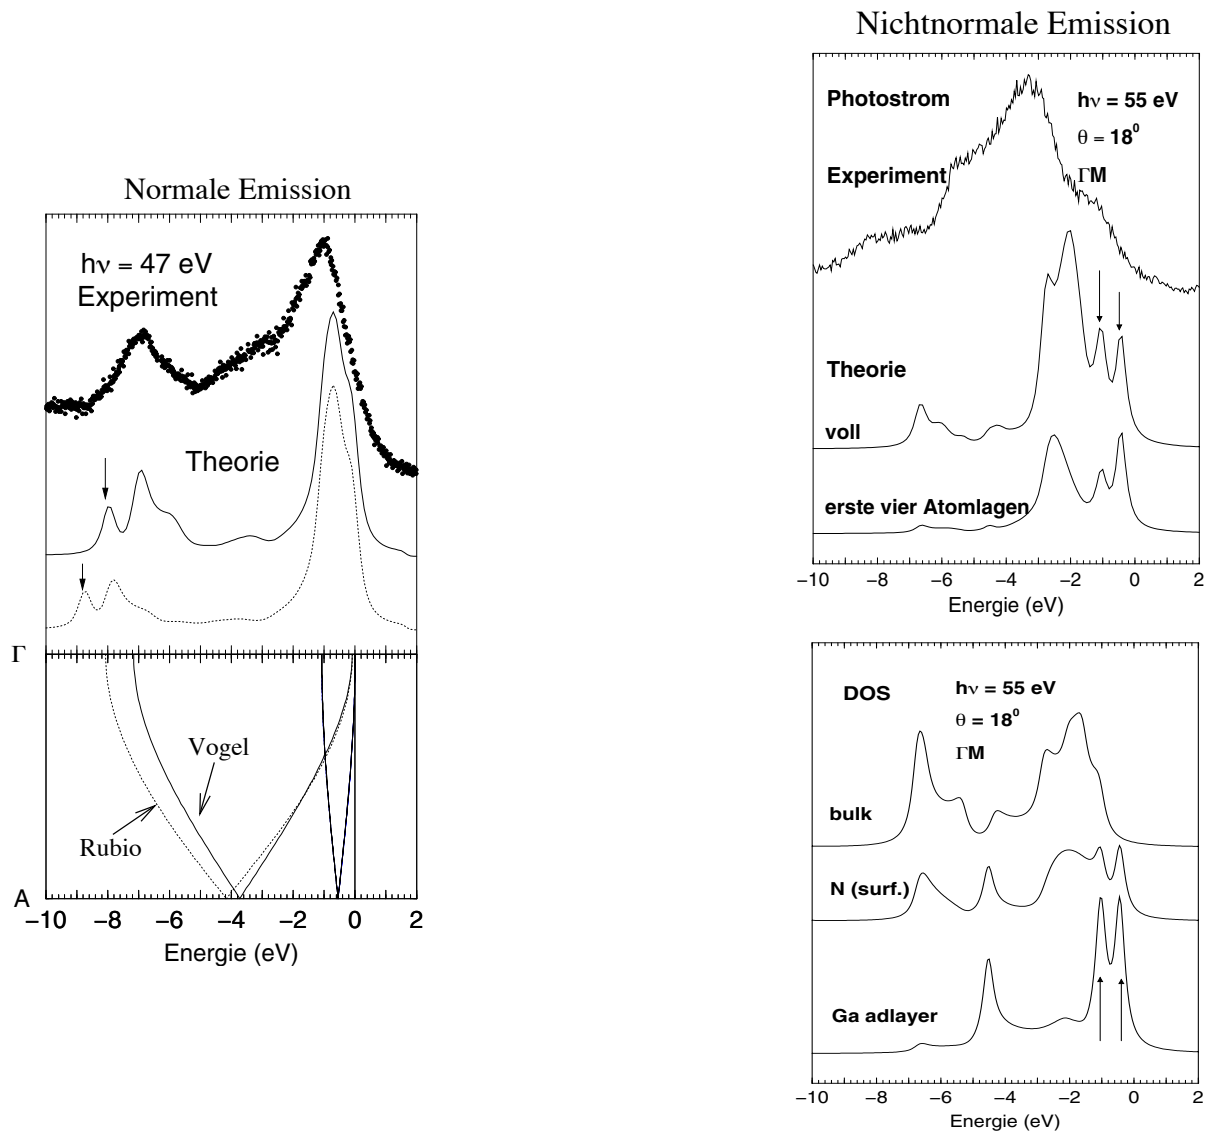 Normale Emission
hν = 47 eV
Experiment
Theorie
Γ
Vogel
Rubio
A
−10 −8 −6 −4 −2 0 2
Energie (eV)
Nichtnormale Emission
Photostrom
hν = 55 eV
θ = 18⁰
Experiment
ΓM
Theorie
voll
erste vier Atomlagen
−10 −8 −6 −4 −2 0 2
Energie (eV)
DOS
hν = 55 eV
θ = 18⁰
ΓM
bulk
N (surf.)
Ga adlayer
−10 −8 −6 −4 −2 0 2
Energie (eV)